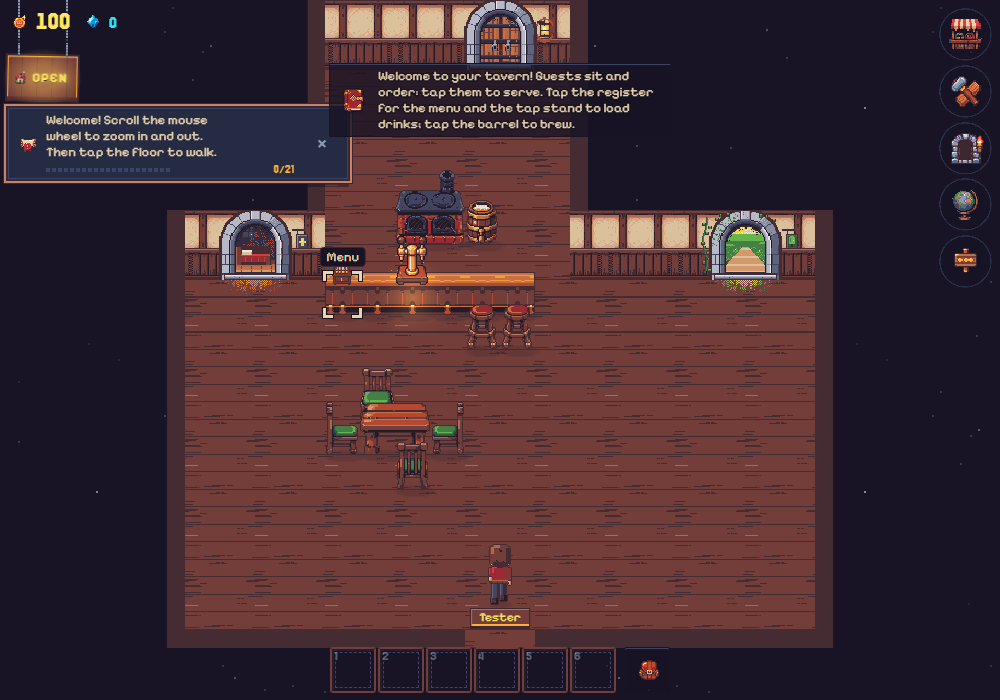 100
0
OPEN
Welcome! Scroll the mouse
wheel to zoom in and out.
Then tap the floor to walk.
0/21
Welcome to your tavern! Guests sit and
order: tap them to serve. Tap the register
for the menu and the tap stand to load
drinks; tap the barrel to brew.
Menu
Tester
1 2 3 4 5 6